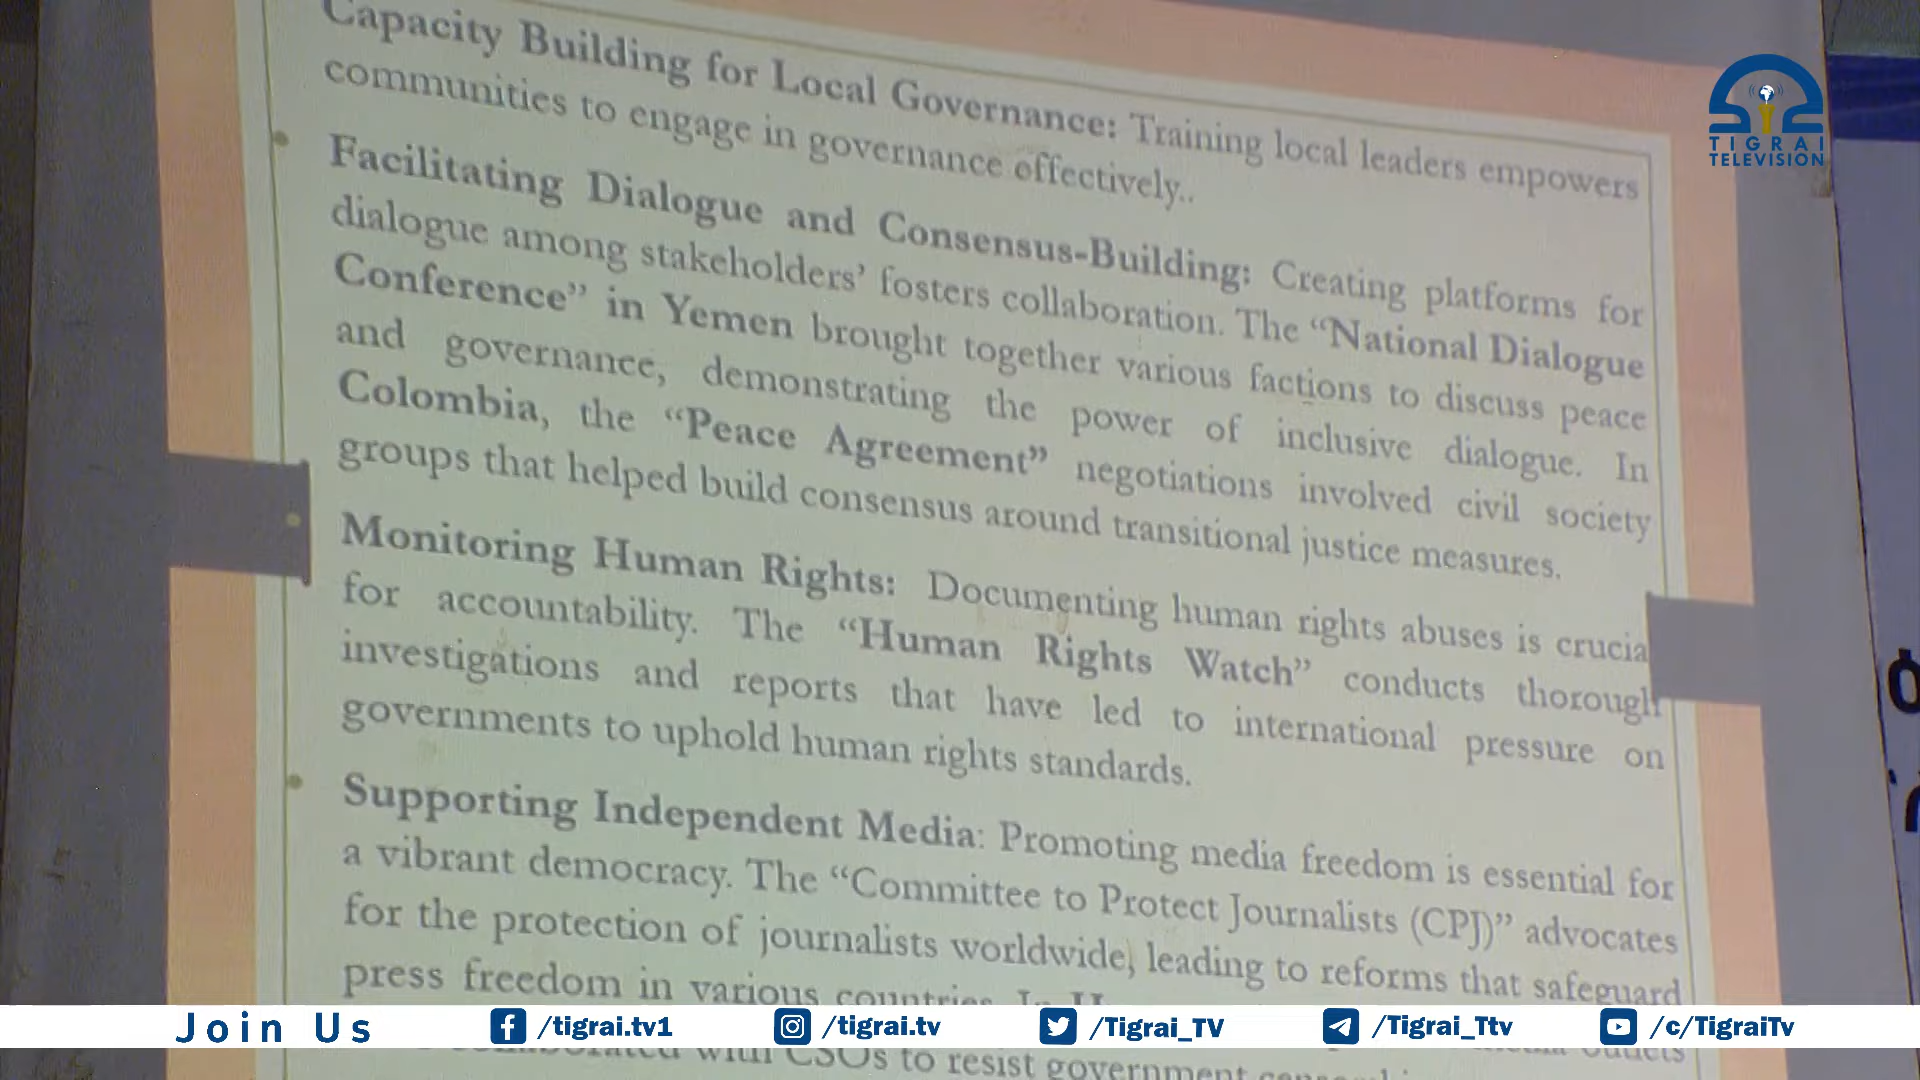 Capacity Building for Local Governance: Training local leaders empowers
communities to engage in governance effectively..
Facilitating Dialogue and Consensus-Building: Creating platforms for
dialogue among stakeholders’ fosters collaboration. The “National Dialogue
Conference” in Yemen brought together various factions to discuss peace
and governance, demonstrating the power of inclusive dialogue. In
Colombia, the “Peace Agreement” negotiations involved civil society
groups that helped build consensus around transitional justice measures.
Monitoring Human Rights: Documenting human rights abuses is crucia
for accountability. The “Human Rights Watch” conducts thorough
investigations and reports that have led to international pressure on
governments to uphold human rights standards.
Supporting Independent Media: Promoting media freedom is essential for
a vibrant democracy. The “Committee to Protect Journalists (CPJ)” advocates
for the protection of journalists worldwide, leading to reforms that safeguard
press freedom in various countries. In
with CSOs to resist government
TIGRAI
TELEVISION
Join Us /tigrai.tv1 /tigrai.tv /Tigrai_TV /Tigrai_Ttv /c/TigraiTv